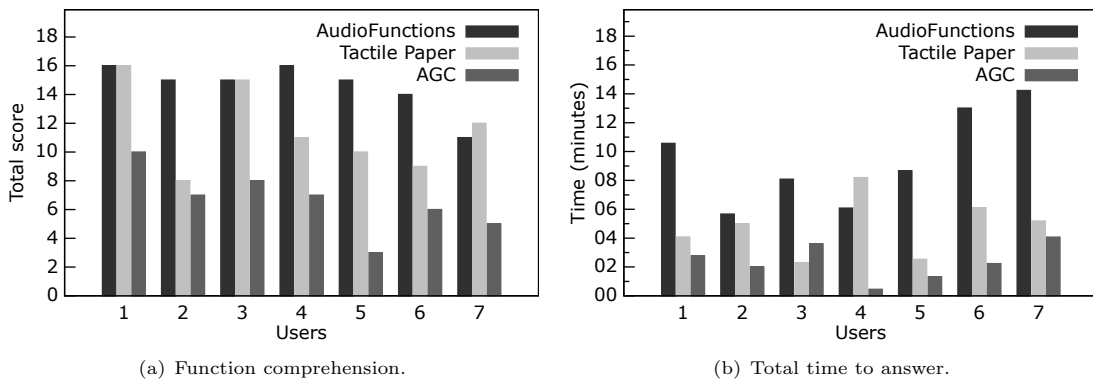 18
16
14
12
10
8
6
4
2
0
Total score
AudioFunctions
Tactile Paper
AGC
1 2 3 4 5 6 7
Users
(a) Function comprehension.
18
16
14
12
10
08
06
04
02
00
Time (minutes)
AudioFunctions
Tactile Paper
AGC
1 2 3 4 5 6 7
Users
(b) Total time to answer.